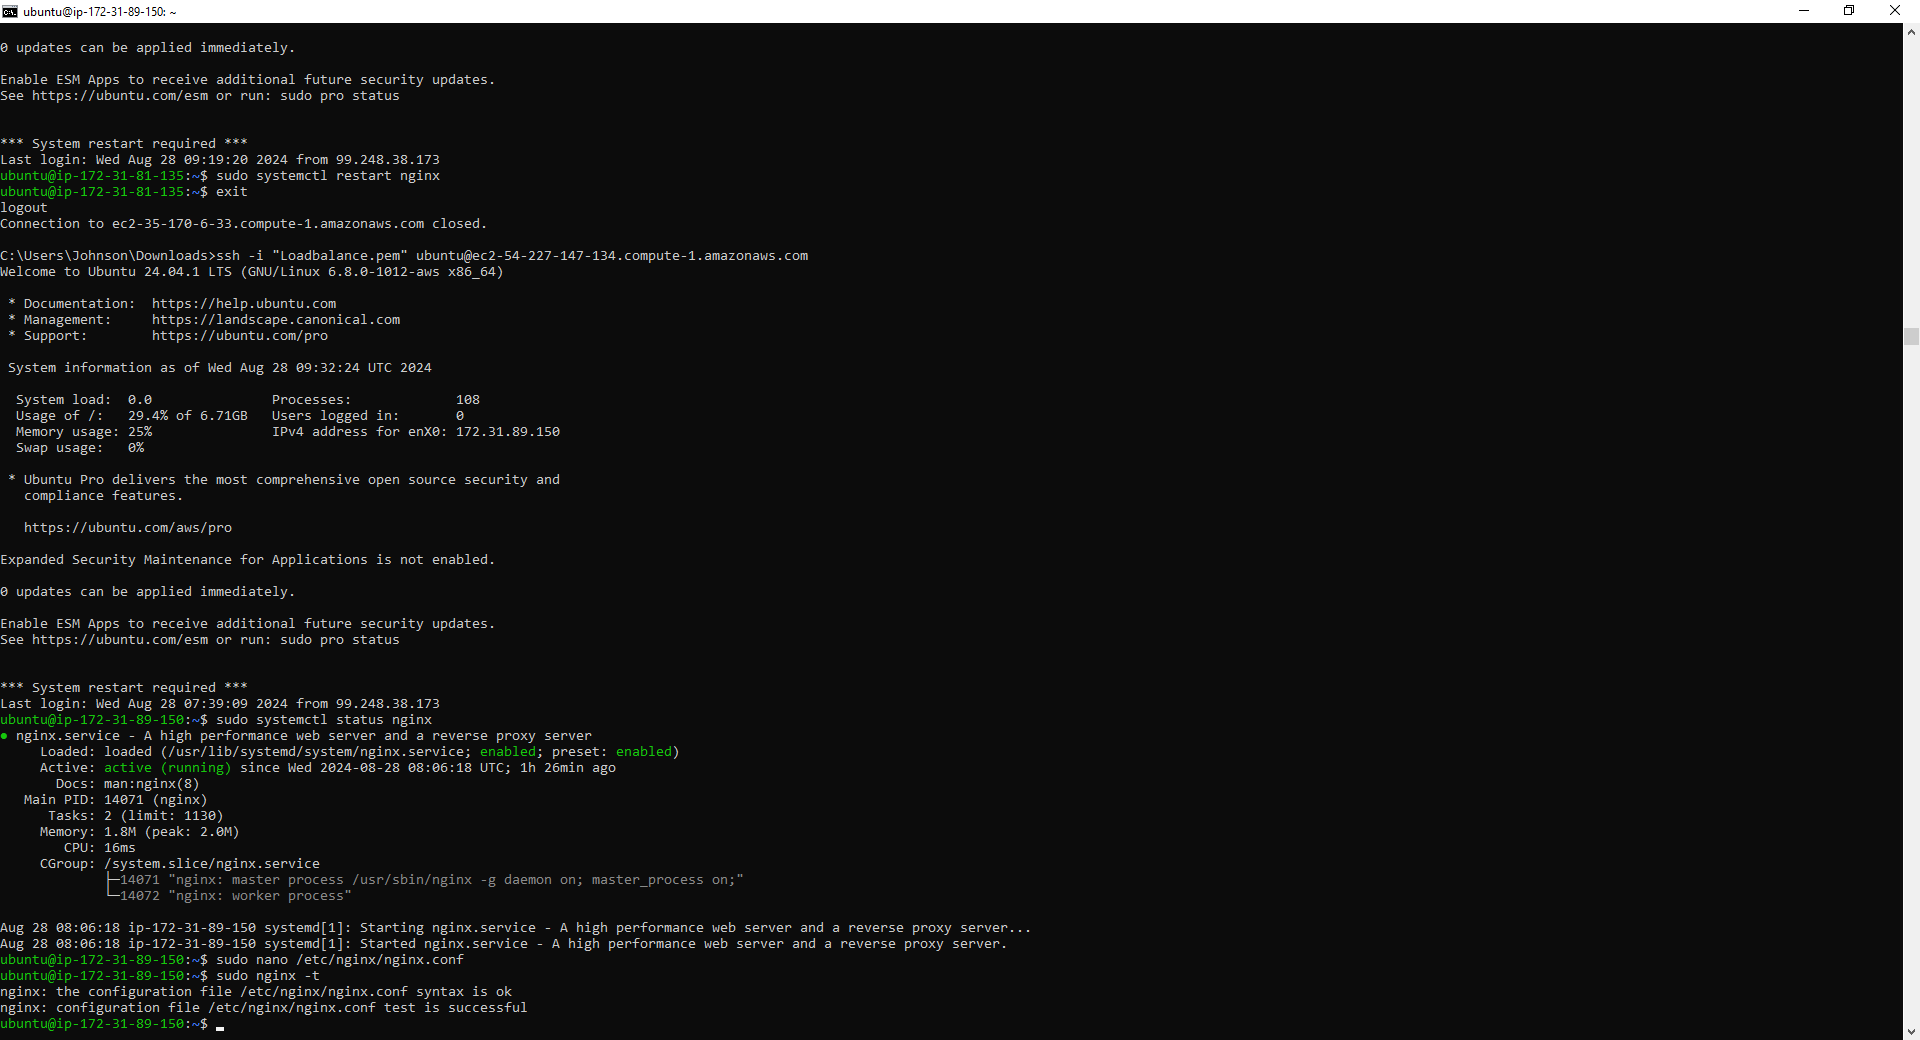 ubuntu@ip-172-31-89-150: ~
0 updates can be applied immediately.
Enable ESM Apps to receive additional future security updates.
See https://ubuntu.com/esm or run: sudo pro status
*** System restart required ***
Last login: Wed Aug 28 09:19:20 2024 from 99.248.38.173
ubuntu@ip-172-31-81-135:~$ sudo systemctl restart nginx
ubuntu@ip-172-31-81-135:~$ exit
logout
Connection to ec2-35-170-6-33.compute-1.amazonaws.com closed.
C:\Users\Johnson\Downloads>ssh -i "Loadbalance.pem" ubuntu@ec2-54-227-147-134.compute-1.amazonaws.com
Welcome to Ubuntu 24.04.1 LTS (GNU/Linux 6.8.0-1012-aws x86_64)
* Documentation:  https://help.ubuntu.com
* Management:     https://landscape.canonical.com
* Support:        https://ubuntu.com/pro
System information as of Wed Aug 28 09:32:24 UTC 2024
System load:  0.0               Processes:             108
Usage of /:   29.4% of 6.71GB   Users logged in:       0
Memory usage: 25%               IPv4 address for enX0: 172.31.89.150
Swap usage:   0%
* Ubuntu Pro delivers the most comprehensive open source security and
compliance features.
https://ubuntu.com/aws/pro
Expanded Security Maintenance for Applications is not enabled.
0 updates can be applied immediately.
Enable ESM Apps to receive additional future security updates.
See https://ubuntu.com/esm or run: sudo pro status
*** System restart required ***
Last login: Wed Aug 28 07:39:09 2024 from 99.248.38.173
ubuntu@ip-172-31-89-150:~$ sudo systemctl status nginx
● nginx.service - A high performance web server and a reverse proxy server
Loaded: loaded (/usr/lib/systemd/system/nginx.service; enabled; preset: enabled)
Active: active (running) since Wed 2024-08-28 08:06:18 UTC; 1h 26min ago
Docs: man:nginx(8)
Main PID: 14071 (nginx)
Tasks: 2 (limit: 1130)
Memory: 1.8M (peak: 2.0M)
CPU: 16ms
CGroup: /system.slice/nginx.service
├─14071 "nginx: master process /usr/sbin/nginx -g daemon on; master_process on;"
└─14072 "nginx: worker process"
Aug 28 08:06:18 ip-172-31-89-150 systemd[1]: Starting nginx.service - A high performance web server and a reverse proxy server...
Aug 28 08:06:18 ip-172-31-89-150 systemd[1]: Started nginx.service - A high performance web server and a reverse proxy server.
ubuntu@ip-172-31-89-150:~$ sudo nano /etc/nginx/nginx.conf
ubuntu@ip-172-31-89-150:~$ sudo nginx -t
nginx: the configuration file /etc/nginx/nginx.conf syntax is ok
nginx: configuration file /etc/nginx/nginx.conf test is successful
ubuntu@ip-172-31-89-150:~$